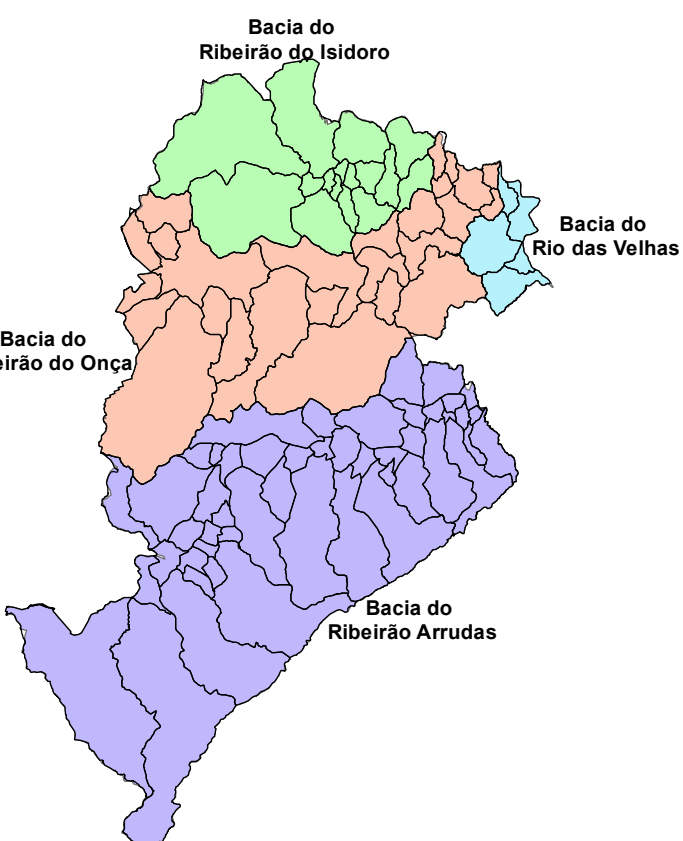 Bacia do
Ribeirão do Isidoro
Bacia do
Rio das Velhas
Bacia do
eirão do Onça
Bacia do
Ribeirão Arrudas